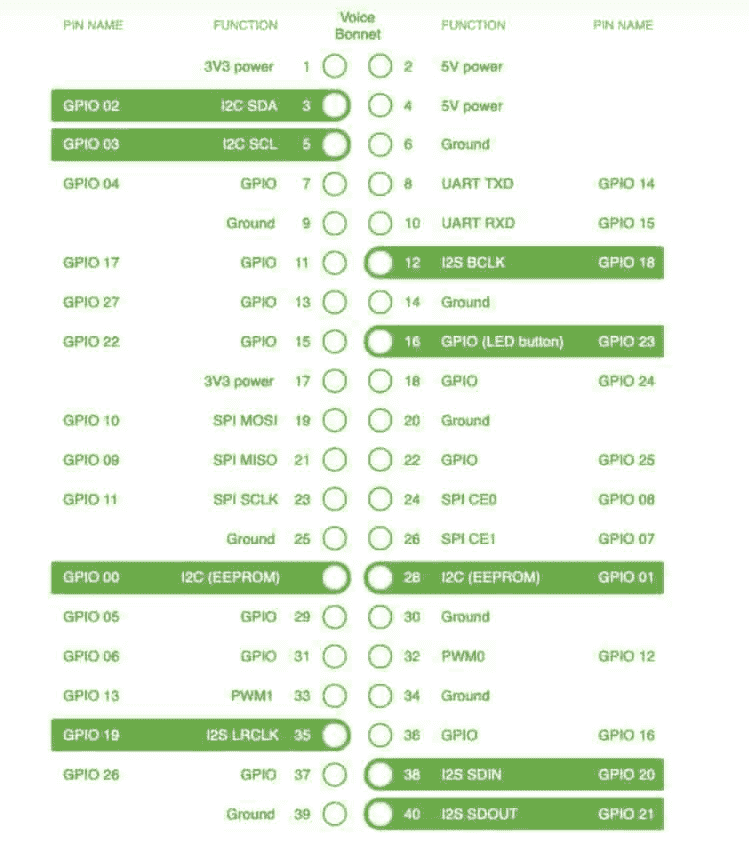 PIN NAME FUNCTION Voice Bonnet FUNCTION PIN NAME
3V3 power 1 2 5V power
GPIO 02 I2C SDA 3 4 5V power
GPIO 03 I2C SCL 5 6 Ground
GPIO 04 GPIO 7 8 UART TXD GPIO 14
Ground 9 10 UART RXD GPIO 15
GPIO 17 GPIO 11 12 I2S BCLK GPIO 18
GPIO 27 GPIO 13 14 Ground
GPIO 22 GPIO 15 16 GPIO (LED button) GPIO 23
3V3 power 17 18 GPIO GPIO 24
GPIO 10 SPI MOSI 19 20 Ground
GPIO 09 SPI MISO 21 22 GPIO GPIO 25
GPIO 11 SPI SCLK 23 24 SPI CE0 GPIO 08
Ground 25 26 SPI CE1 GPIO 07
GPIO 00 I2C (EEPROM) 28 I2C (EEPROM) GPIO 01
GPIO 05 GPIO 29 30 Ground
GPIO 06 GPIO 31 32 PWM0 GPIO 12
GPIO 13 PWM1 33 34 Ground
GPIO 19 I2S LRCLK 35 36 GPIO GPIO 16
GPIO 26 GPIO 37 38 I2S SDIN GPIO 20
Ground 39 40 I2S SDOUT GPIO 21